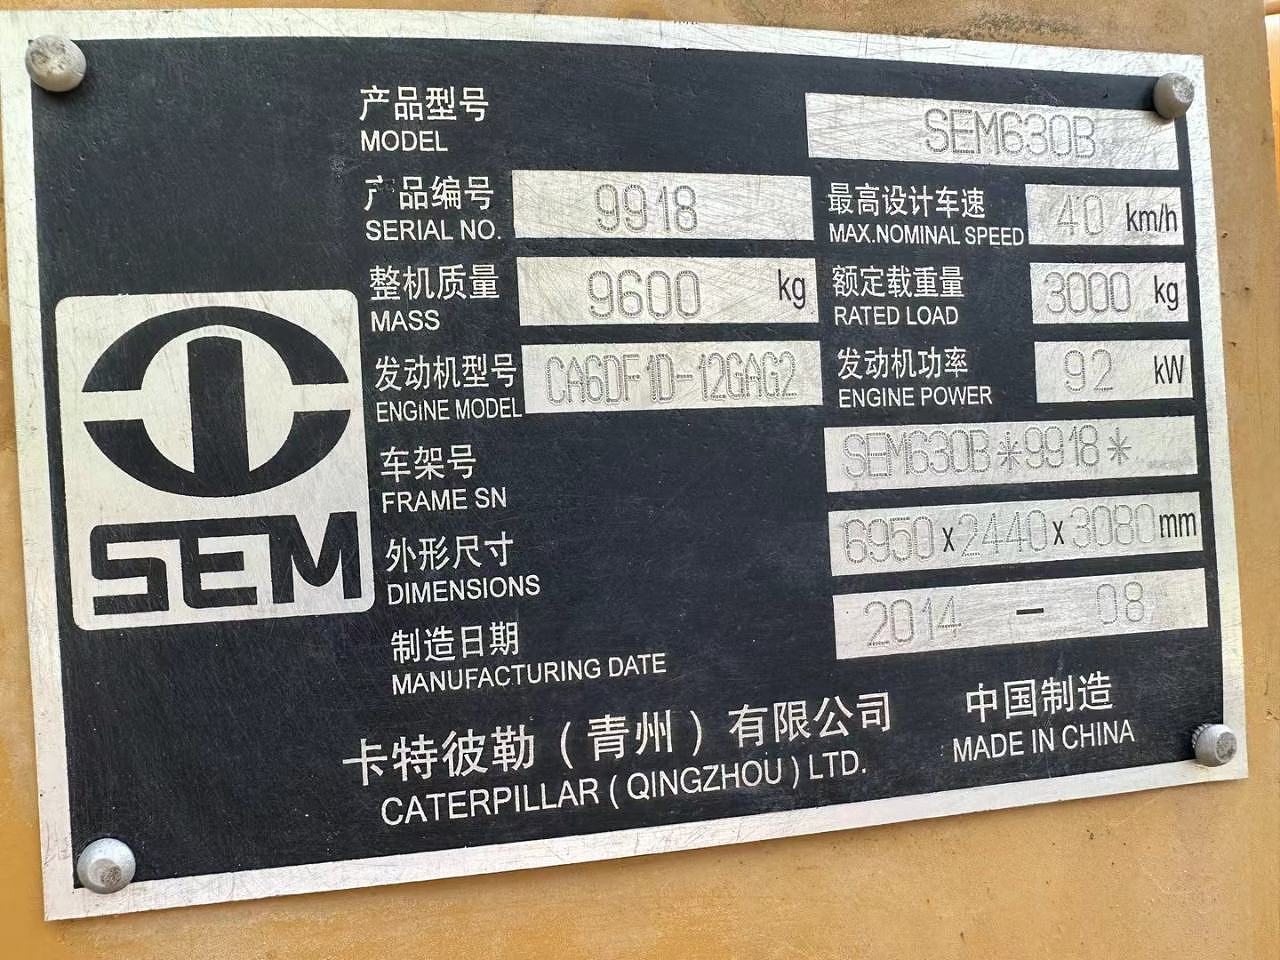 产品型号
MODEL
SEM630B
产品编号
SERIAL NO.
9918
最高设计车速
MAX.NOMINAL SPEED
40 km/h
整机质量
MASS
9600 kg
额定载重量
RATED LOAD
3000 kg
发动机型号
ENGINE MODEL
CA6DF1D-12GAG2
发动机功率
ENGINE POWER
92 kW
车架号
FRAME SN
SEM630B*9918*
外形尺寸
DIMENSIONS
6950x2440x3080mm
制造日期
MANUFACTURING DATE
2014 - 08
SEM
卡特彼勒（青州）有限公司
CATERPILLAR (QINGZHOU) LTD.
中国制造
MADE IN CHINA